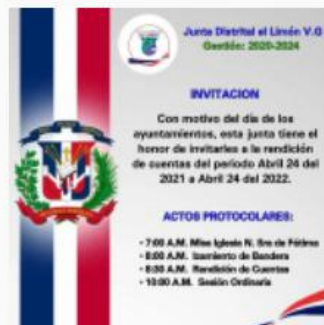 Junta Distrital el Limón V.G
Gestión: 2020-2024
INVITACION
Con motivo del día de los
ayuntamientos, esta junta tiene el
honor de invitarles a la rendición
de cuentas del periodo Abril 24 del
2021 a Abril 24 del 2022.
ACTOS PROTOCOLARES:
• 7:00 A.M. Misa Iglesia N. Sra de Fátima
• 8:00 A.M. Izamiento de Bandera
• 8:30 A.M. Rendición de Cuentas
• 10:00 A.M. Sesión Ordinaria